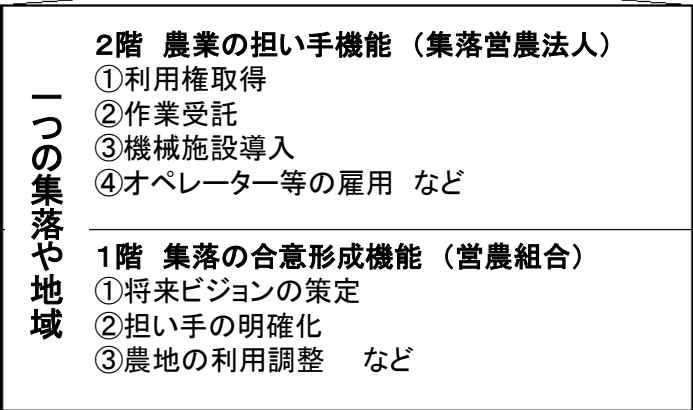 一つの集落や地域
2階 農業の担い手機能 (集落営農法人)
①利用権取得
②作業受託
③機械施設導入
④オペレーター等の雇用 など
1階 集落の合意形成機能 (営農組合)
①将来ビジョンの策定
②担い手の明確化
③農地の利用調整 など